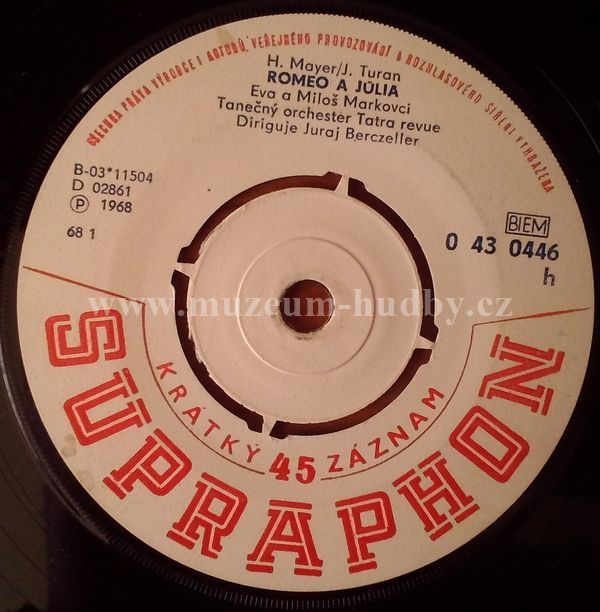 VŠECHNA PRÁVA VÝROBCE I AUTORŮ, VEŘEJNÉHO PROVOZOVÁNÍ A ROZHLASOVÉHO ŠÍŘENÍ VYHRAŽENA
H. Mayer/J. Turan
ROMEO A JÚLIA
Eva a Miloš Markovci
Tanečný orchester Tatra revue
Diriguje Juraj Berczeller
B-03*11504
D 02861
Ⓟ 1968
68 1
BIEM
0 43 0446
h
www.muzeum-hudby.cz
KRÁTKÝ 45 ZÁZNAM
SUPRAPHON